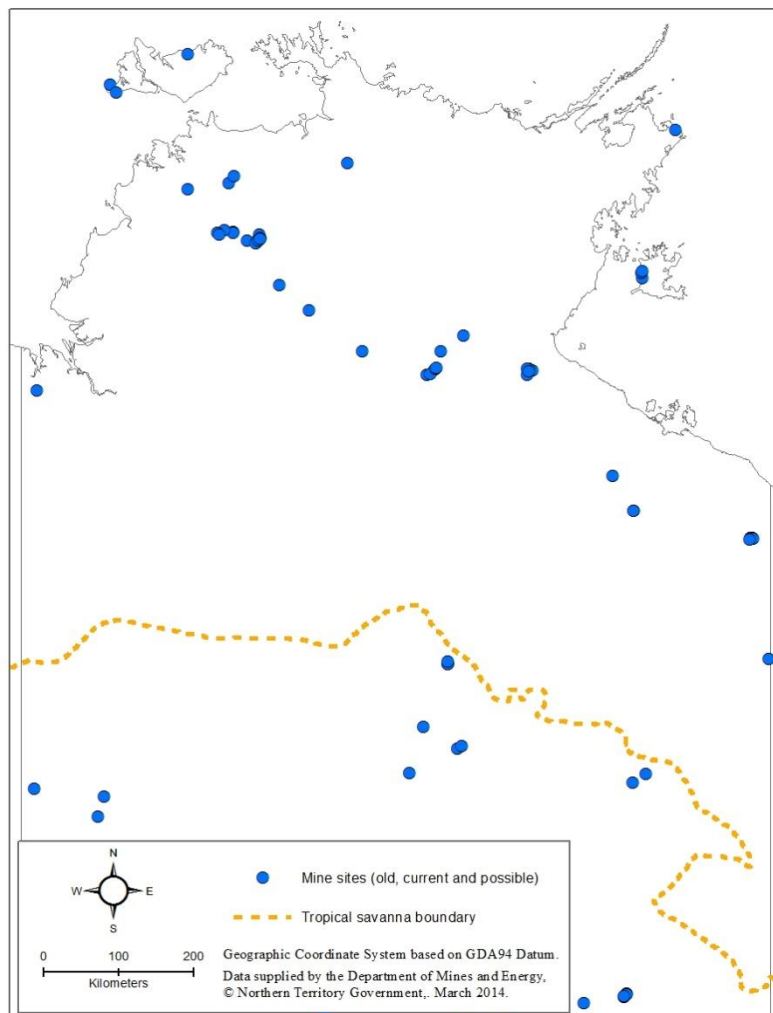 N
W E
S
Mine sites (old, current and possible)
Tropical savanna boundary
0 100 200
Kilometers
Geographic Coordinate System based on GDA94 Datum.
Data supplied by the Department of Mines and Energy,
© Northern Territory Government,. March 2014.